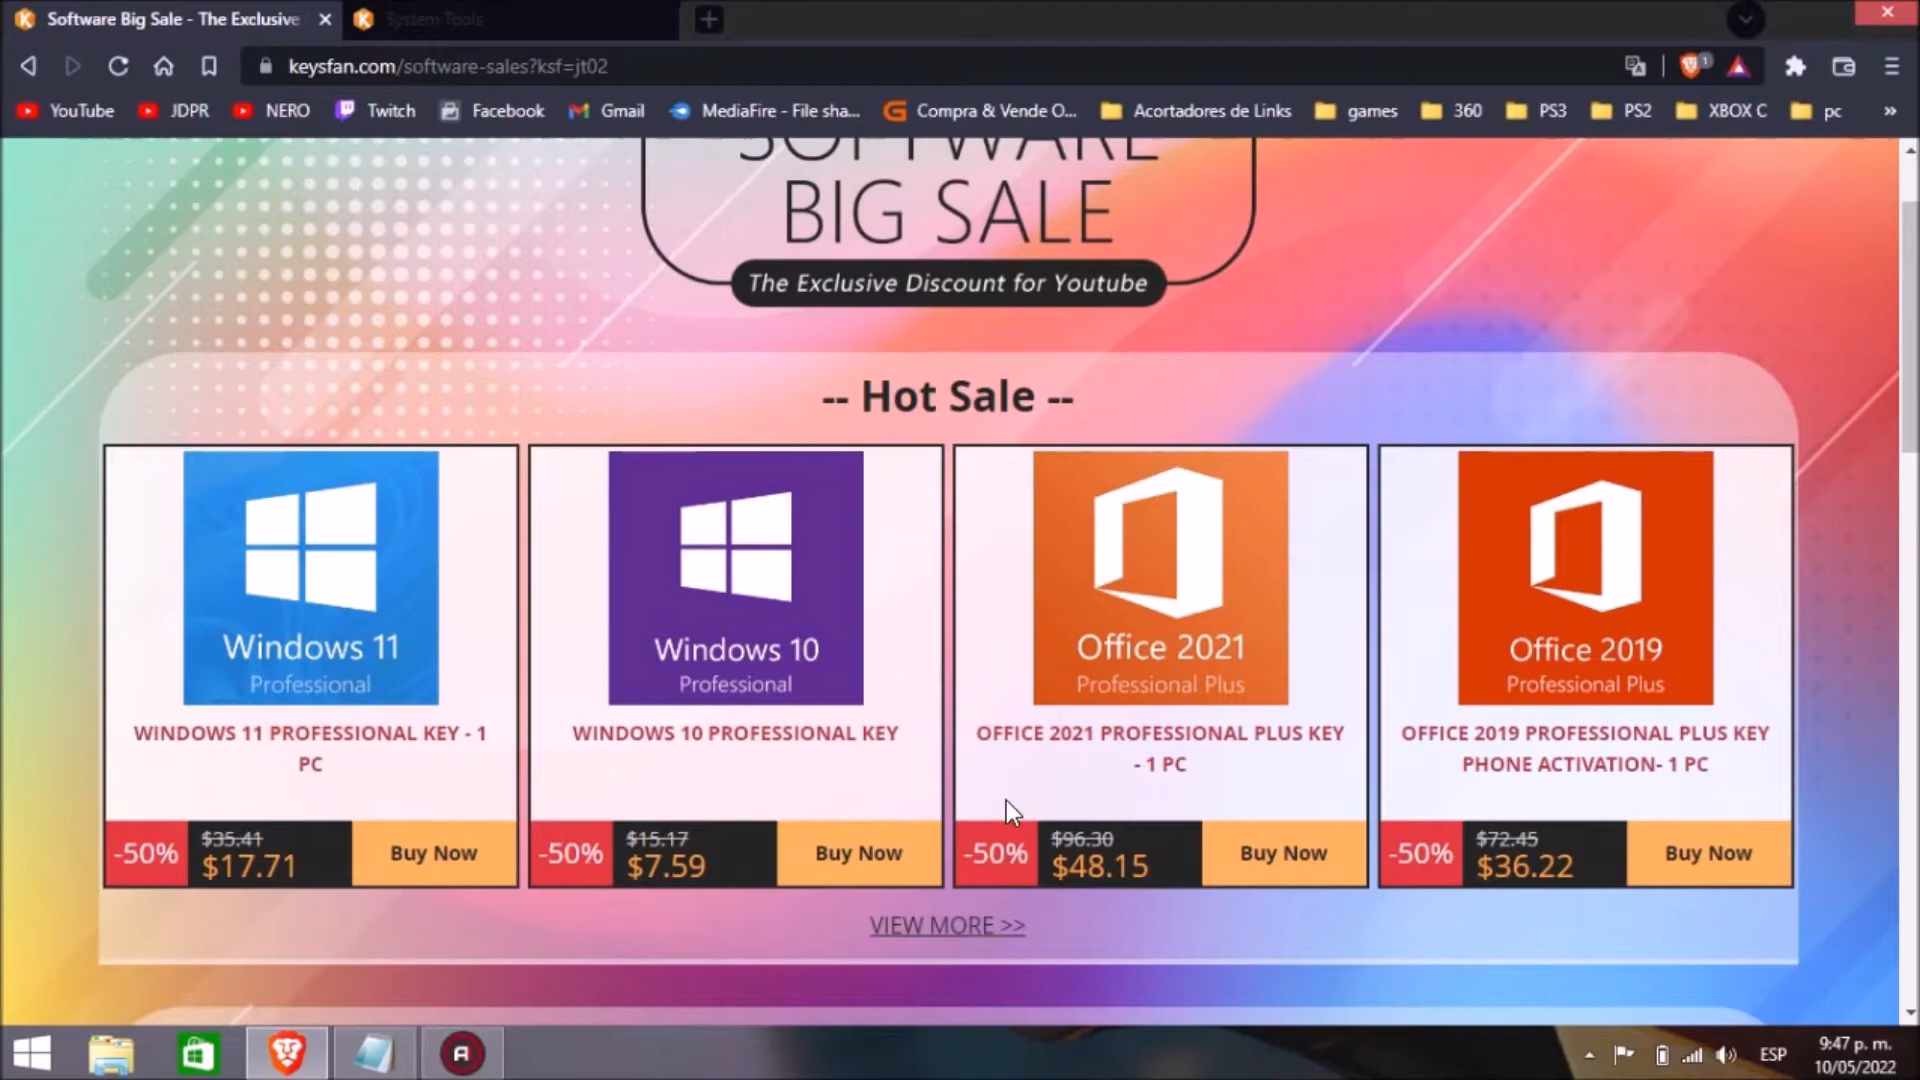 Software Big Sale - The Exclusive
System Tools
keysfan.com/software-sales?ksf=jt02
1
YouTube
JDPR
NERO
Twitch
Facebook
Gmail
MediaFire - File sha...
Compra & Vende O...
Acortadores de Links
games
360
PS3
PS2
XBOX C
pc
»
SOFTWARE
BIG SALE
The Exclusive Discount for Youtube
-- Hot Sale --
Windows 11
Professional
WINDOWS 11 PROFESSIONAL KEY - 1
PC
-50%
$35.41
$17.71
Buy Now
Windows 10
Professional
WINDOWS 10 PROFESSIONAL KEY
-50%
$15.17
$7.59
Buy Now
Office 2021
Professional Plus
OFFICE 2021 PROFESSIONAL PLUS KEY
- 1 PC
-50%
$96.30
$48.15
Buy Now
Office 2019
Professional Plus
OFFICE 2019 PROFESSIONAL PLUS KEY
PHONE ACTIVATION- 1 PC
-50%
$72.45
$36.22
Buy Now
VIEW MORE >>
ESP
9:47 p. m.
10/05/2022